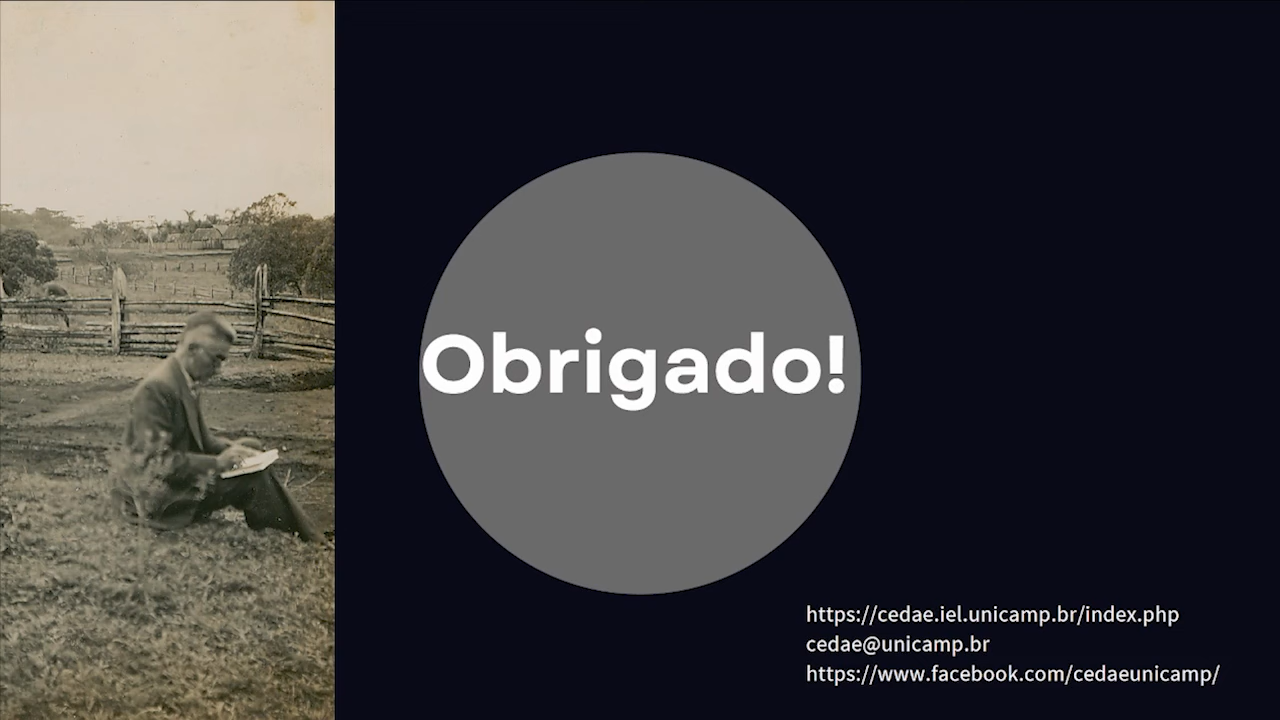 Obrigado!
https://cedae.iel.unicamp.br/index.php
cedae@unicamp.br
https://www.facebook.com/cedaeunicamp/